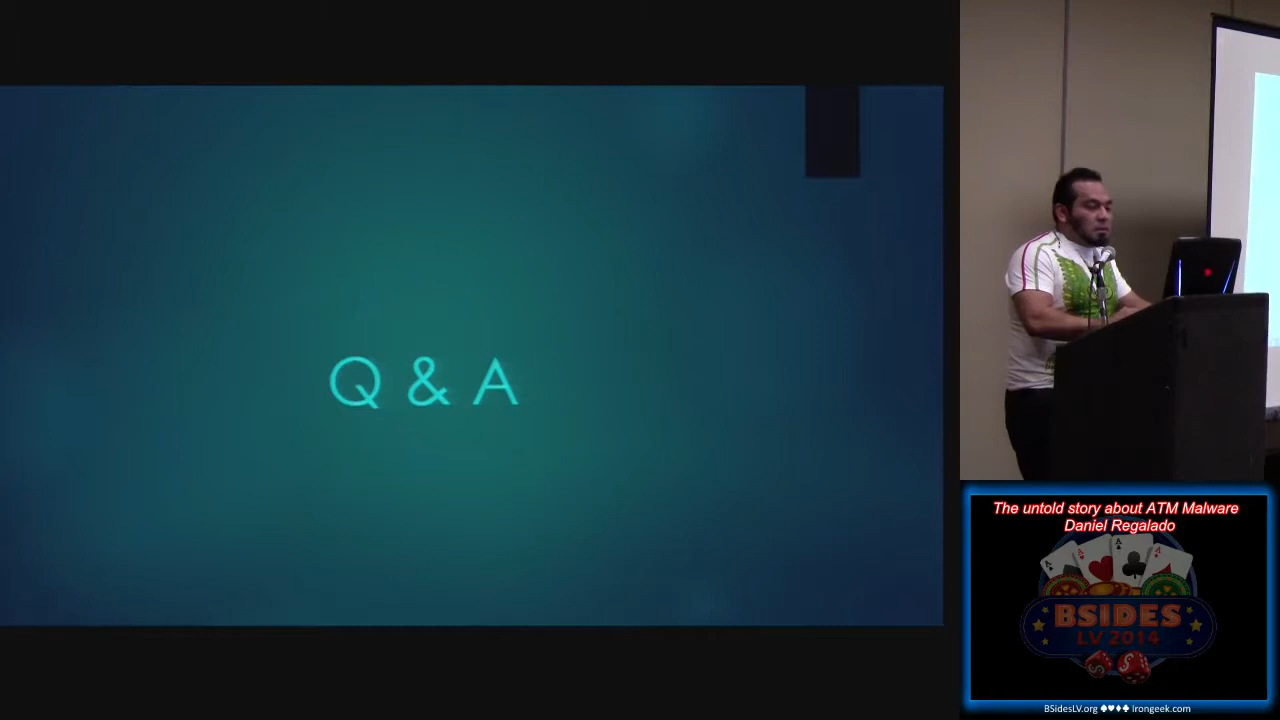 Q & A
The untold story about ATM Malware
Daniel Regalado
BSIDES
LV 2014
BSidesLV.org ♠♥♦♣ Irongeek.com